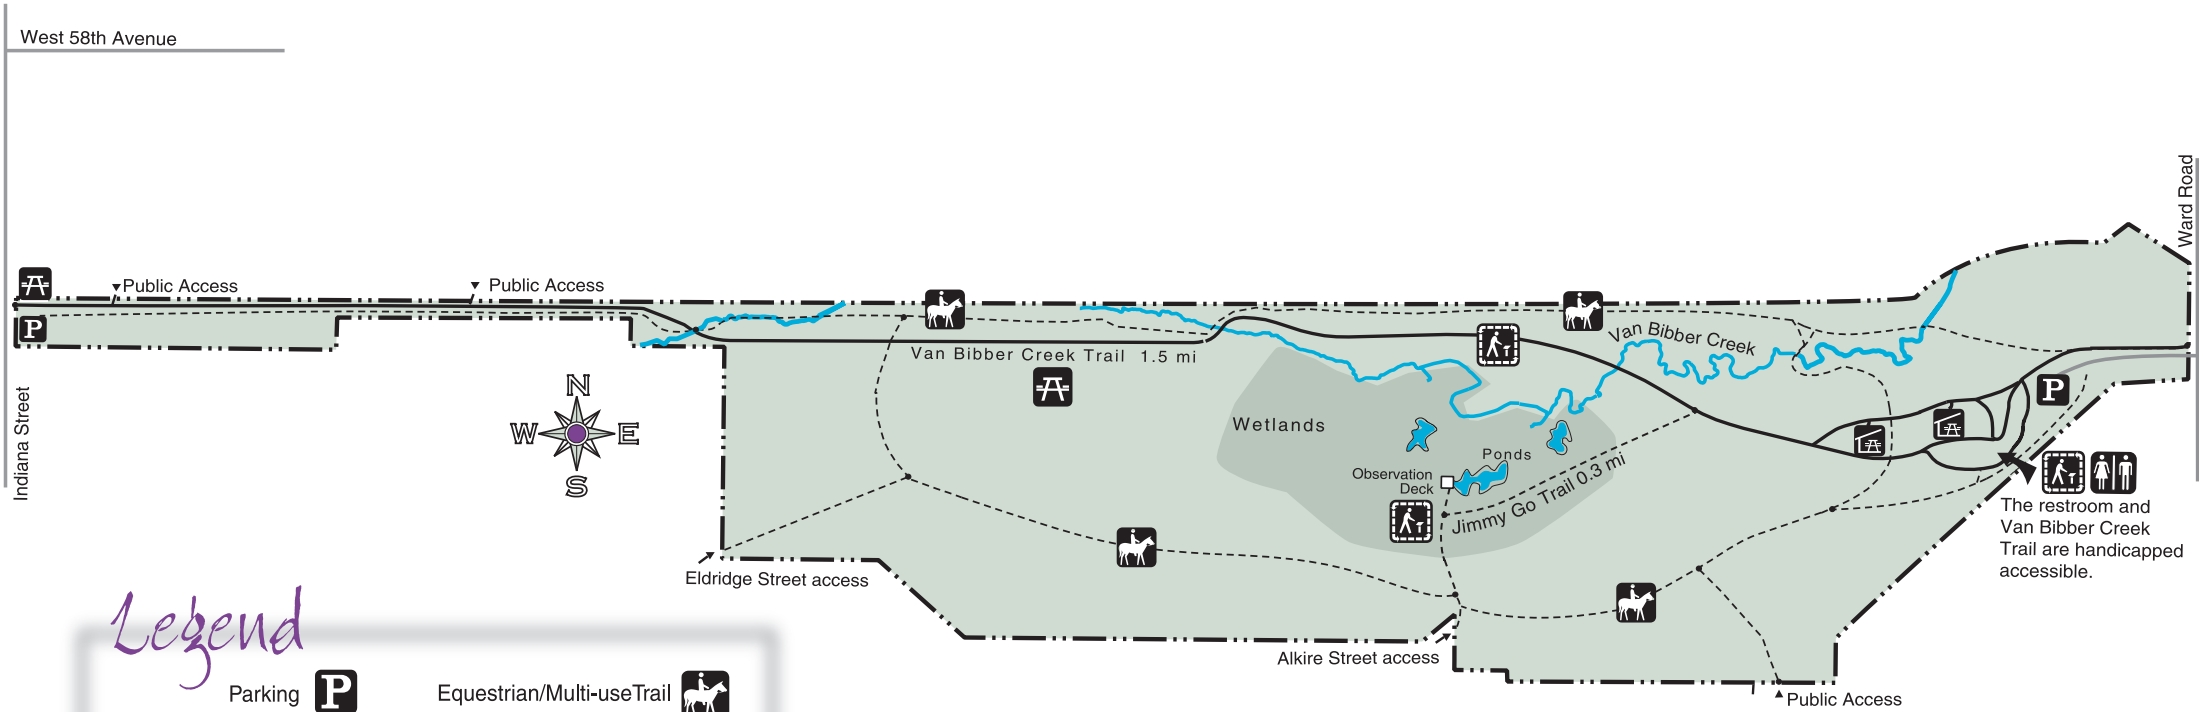 West 58th Avenue
Ward Road
Public Access
Public Access
P
Van Bibber Creek
Van Bibber Creek Trail 1.5 mi
P
Indiana Street
N
W E
S
Wetlands
Ponds
Observation
Deck
Jimmy Go Trail 0.3 mi
The restroom and
Van Bibber Creek
Trail are handicapped
accessible.
Eldridge Street access
Alkire Street access
Public Access
Legend
Parking P
Equestrian/Multi-useTrail